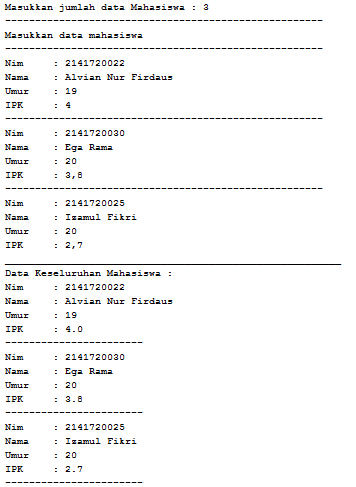 Masukkan jumlah data Mahasiswa : 3
-----------------------------------------------------
Masukkan data mahasiswa
-----------------------------------------------------
Nim     : 2141720022
Nama    : Alvian Nur Firdaus
Umur    : 19
IPK     : 4
-----------------------------------------------------
Nim     : 2141720030
Nama    : Ega Rama
Umur    : 20
IPK     : 3,8
-----------------------------------------------------
Nim     : 2141720025
Nama    : Izamul Fikri
Umur    : 20
IPK     : 2,7
________________________________________________________
Data Keseluruhan Mahasiswa :
Nim     : 2141720022
Nama    : Alvian Nur Firdaus
Umur    : 19
IPK     : 4.0
-----------------------
Nim     : 2141720030
Nama    : Ega Rama
Umur    : 20
IPK     : 3.8
-----------------------
Nim     : 2141720025
Nama    : Izamul Fikri
Umur    : 20
IPK     : 2.7
-----------------------